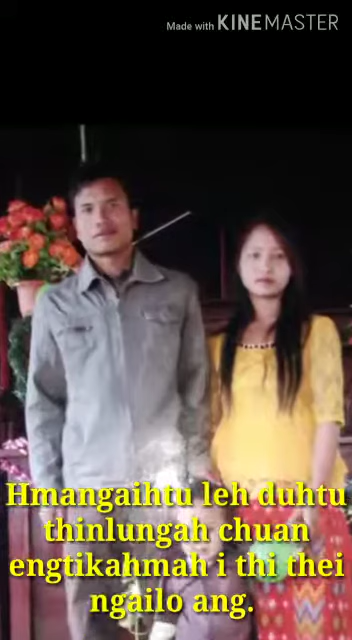 Made with KINEMASTER
Hmangaihtu leh duhtu
thinlungah chuan
engtikahmah i thi thei
ngailo ang.